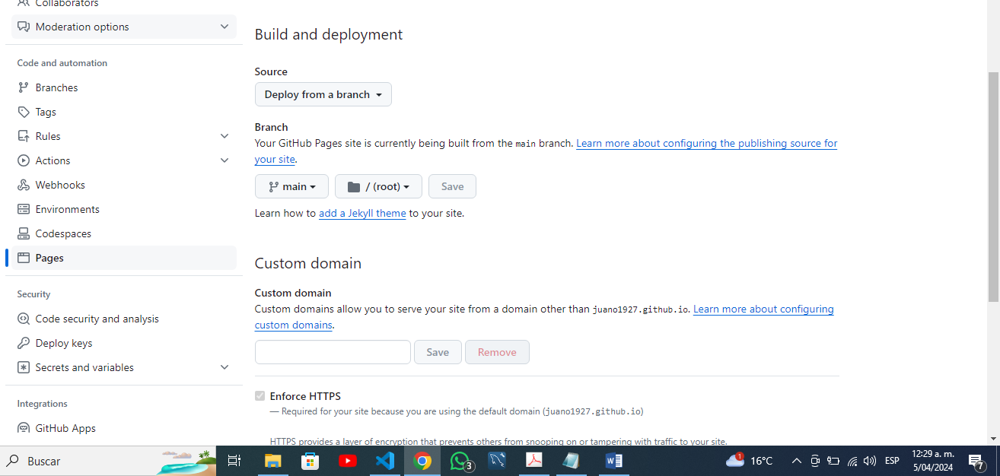 Collaborators
Moderation options
Code and automation
Branches
Tags
Rules
Actions
Webhooks
Environments
Codespaces
Pages
Security
Code security and analysis
Deploy keys
Secrets and variables
Integrations
GitHub Apps
Build and deployment
Source
Deploy from a branch
Branch
Your GitHub Pages site is currently being built from the main branch. Learn more about configuring the publishing source for
your site.
main
/ (root)
Save
Learn how to add a Jekyll theme to your site.
Custom domain
Custom domain
Custom domains allow you to serve your site from a domain other than juano1927.github.io. Learn more about configuring
custom domains.
Save
Remove
Enforce HTTPS
— Required for your site because you are using the default domain (juano1927.github.io)
HTTPS provides a layer of encryption that prevents others from snooping on or tampering with traffic to your site.
Buscar
3
W
1
16°C
ESP
12:29 a. m.
5/04/2024
7